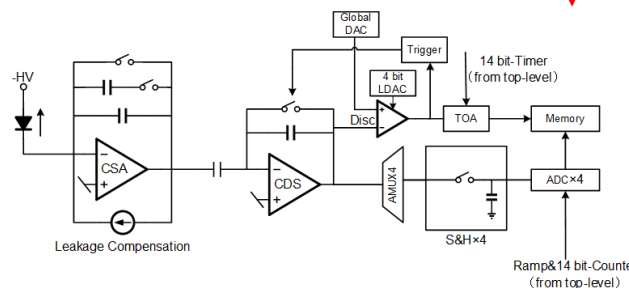 Global
DAC
Trigger
14 bit-Timer
(from top-level)
-HV
4 bit
LDAC
Disc
TOA
Memory
CSA
CDS
AMUX4
ADC×4
S&H×4
Leakage Compensation
Ramp&14 bit-Counte
(from top-level)